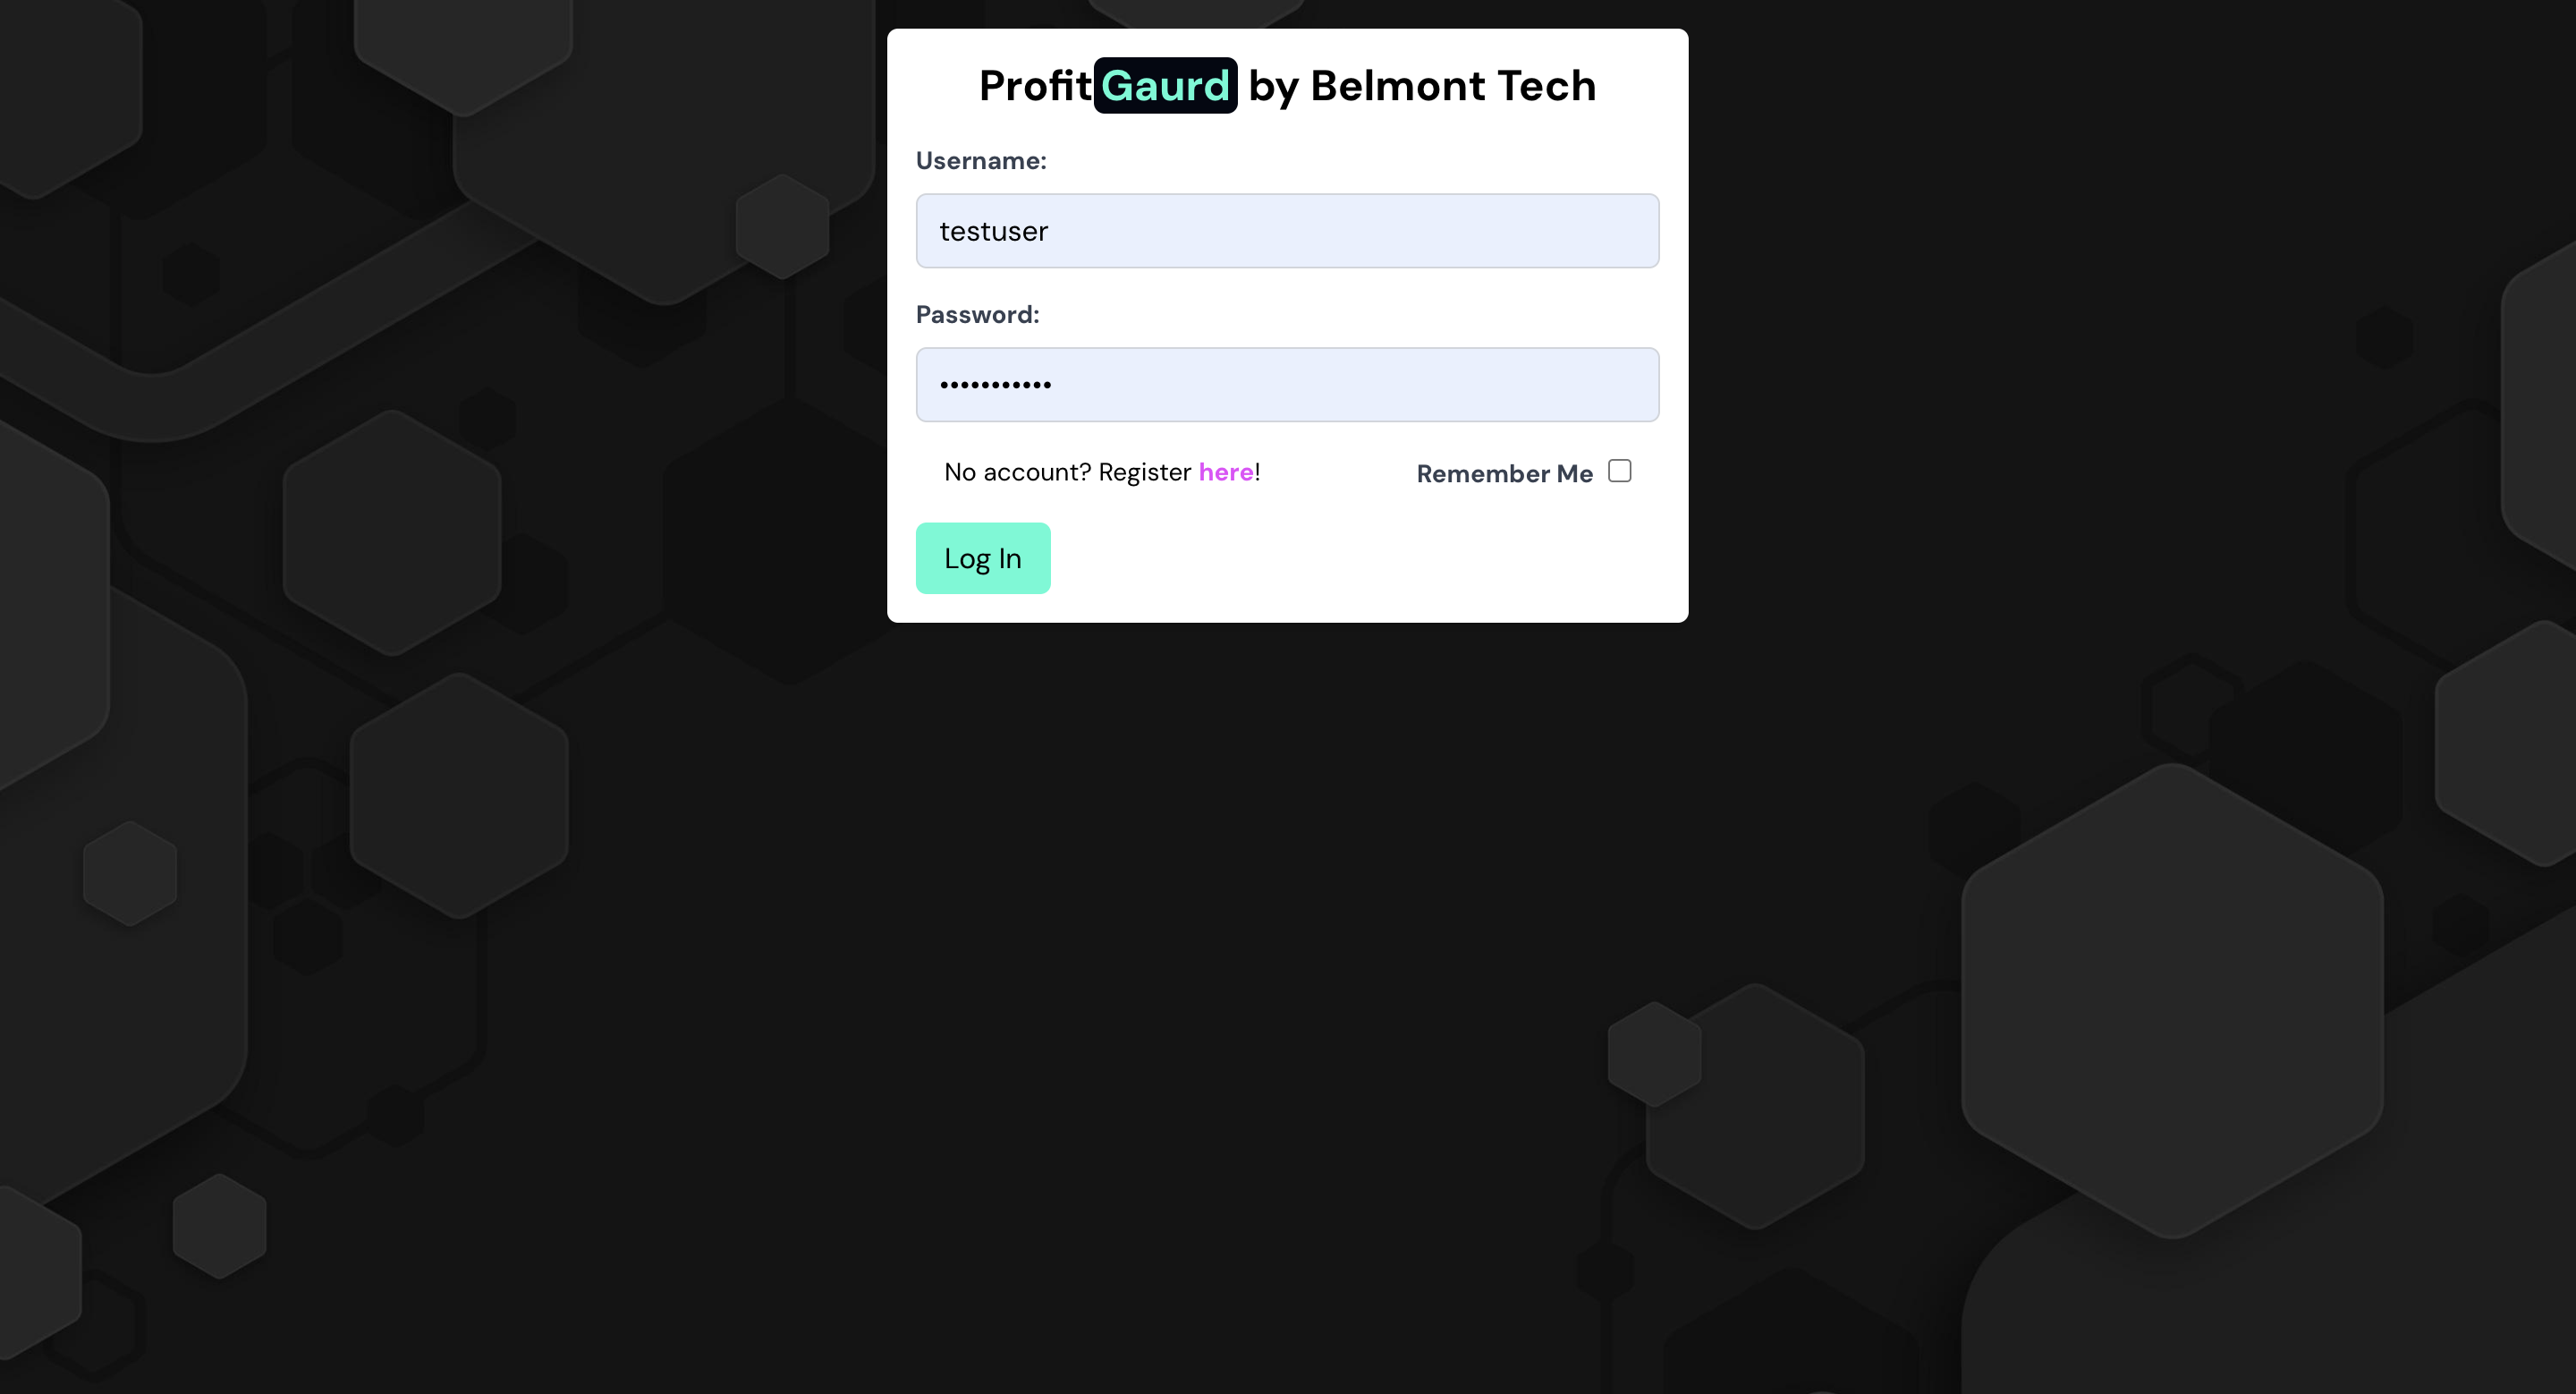 ProfitGaurd by Belmont Tech
Username:
testuser
Password:
•••••••••••
No account? Register here!
Remember Me
Log In